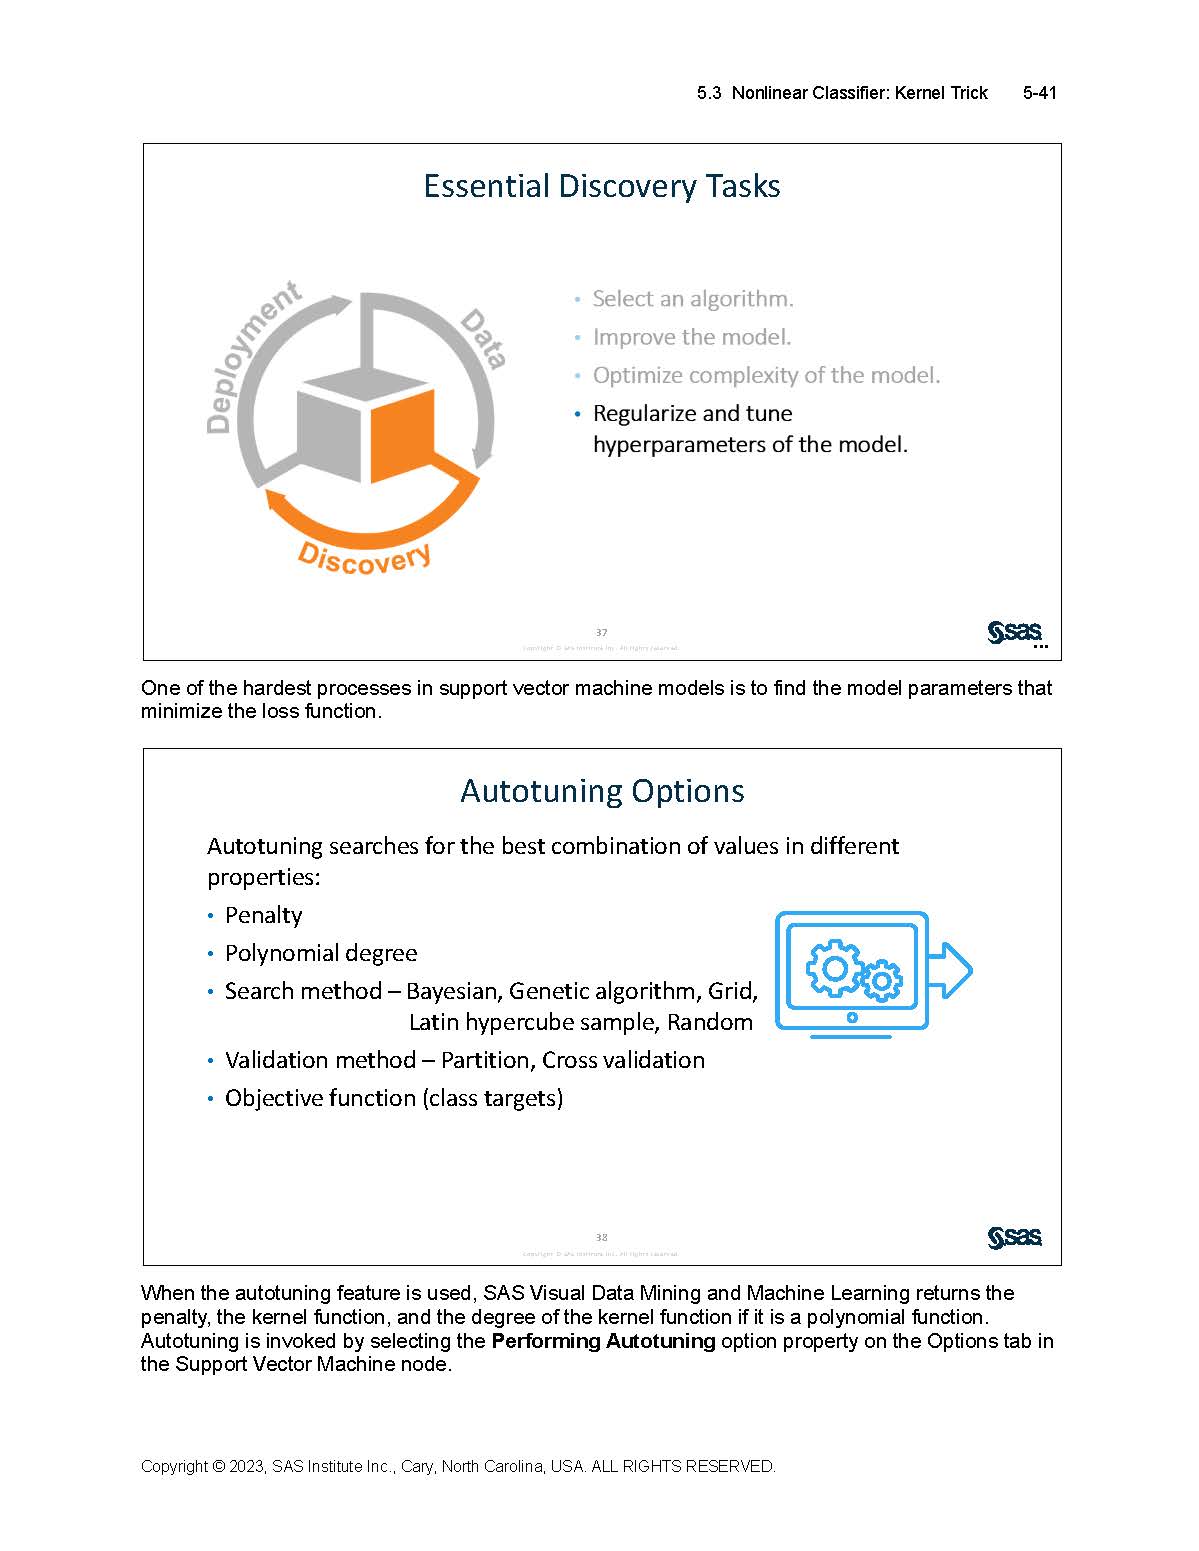 5.3 Nonlinear Classifier: Kernel Trick 5-41
Essential Discovery Tasks
Deployment
Data
Discovery
• Select an algorithm.
• Improve the model.
• Optimize complexity of the model.
• Regularize and tune
hyperparameters of the model.
37
Copyright © SAS Institute Inc. All rights reserved.
sas
...
One of the hardest processes in support vector machine models is to find the model parameters that
minimize the loss function.
Autotuning Options
Autotuning searches for the best combination of values in different
properties:
• Penalty
• Polynomial degree
• Search method – Bayesian, Genetic algorithm, Grid,
Latin hypercube sample, Random
• Validation method – Partition, Cross validation
• Objective function (class targets)
38
Copyright © SAS Institute Inc. All rights reserved.
sas
When the autotuning feature is used, SAS Visual Data Mining and Machine Learning returns the
penalty, the kernel function, and the degree of the kernel function if it is a polynomial function.
Autotuning is invoked by selecting the Performing Autotuning option property on the Options tab in
the Support Vector Machine node.
Copyright © 2023, SAS Institute Inc., Cary, North Carolina, USA. ALL RIGHTS RESERVED.